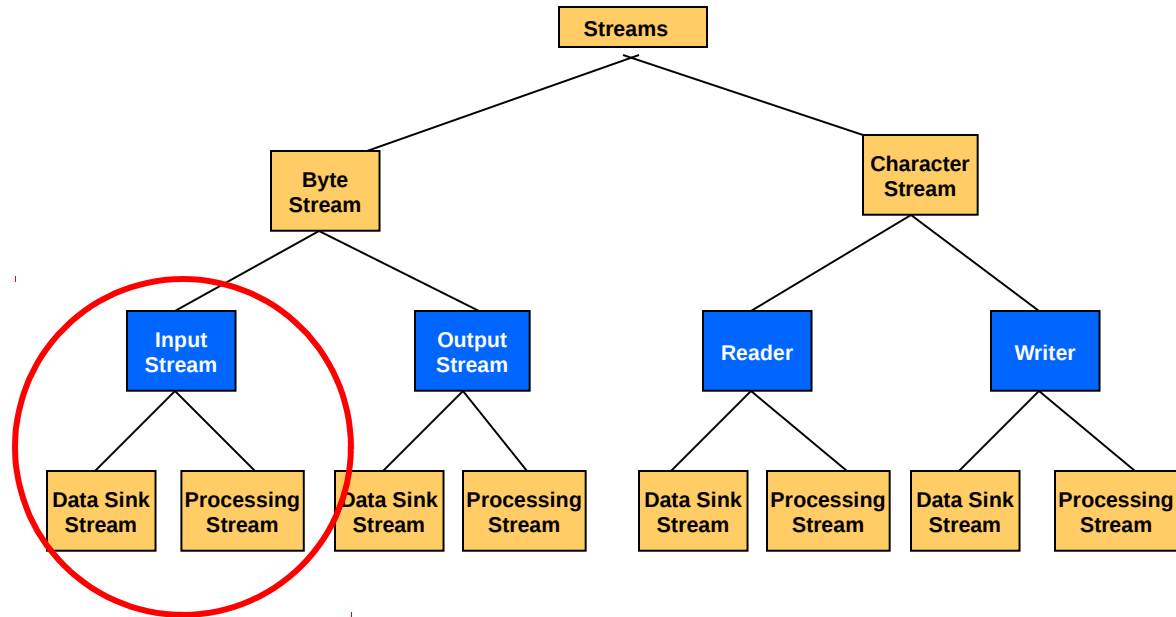 Streams
Byte
Stream
Character
Stream
Input
Stream
Output
Stream
Reader
Writer
Data Sink
Stream
Processing
Stream
Data Sink
Stream
Processing
Stream
Data Sink
Stream
Processing
Stream
Data Sink
Stream
Processing
Stream